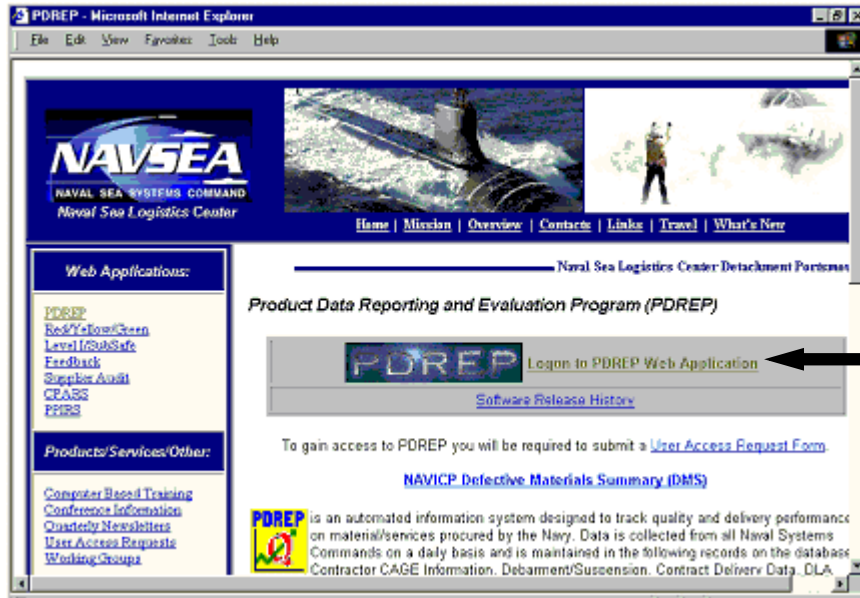 PDREP - Microsoft Internet Explorer
File Edit View Favorites Tools Help
NAVSEA
NAVAL SEA SYSTEMS COMMAND
Naval Sea Logistics Center
Home | Mission | Overview | Contacts | Links | Travel | What's New
Web Applications:
PDREP
Red/Yellow/Green
Level I/SubSafe
Feedback
Supplier Audit
CPARS
PPIRS
Products/Services/Other:
Computer Based Training
Conference Information
Quarterly Newsletters
User Access Requests
Working Groups
Naval Sea Logistics Center Detachment Portsmou
Product Data Reporting and Evaluation Program (PDREP)
PDREP Logon to PDREP Web Application
Software Release History
To gain access to PDREP you will be required to submit a User Access Request Form.
NAVICP Defective Materials Summary (DMS)
PDREP is an automated information system designed to track quality and delivery performance
on material/services procured by the Navy. Data is collected from all Naval Systems
Commands on a daily basis and is maintained in the following records on the database
Contractor CAGE Information, Debarment/Suspension, Contract Delivery Data, DLA